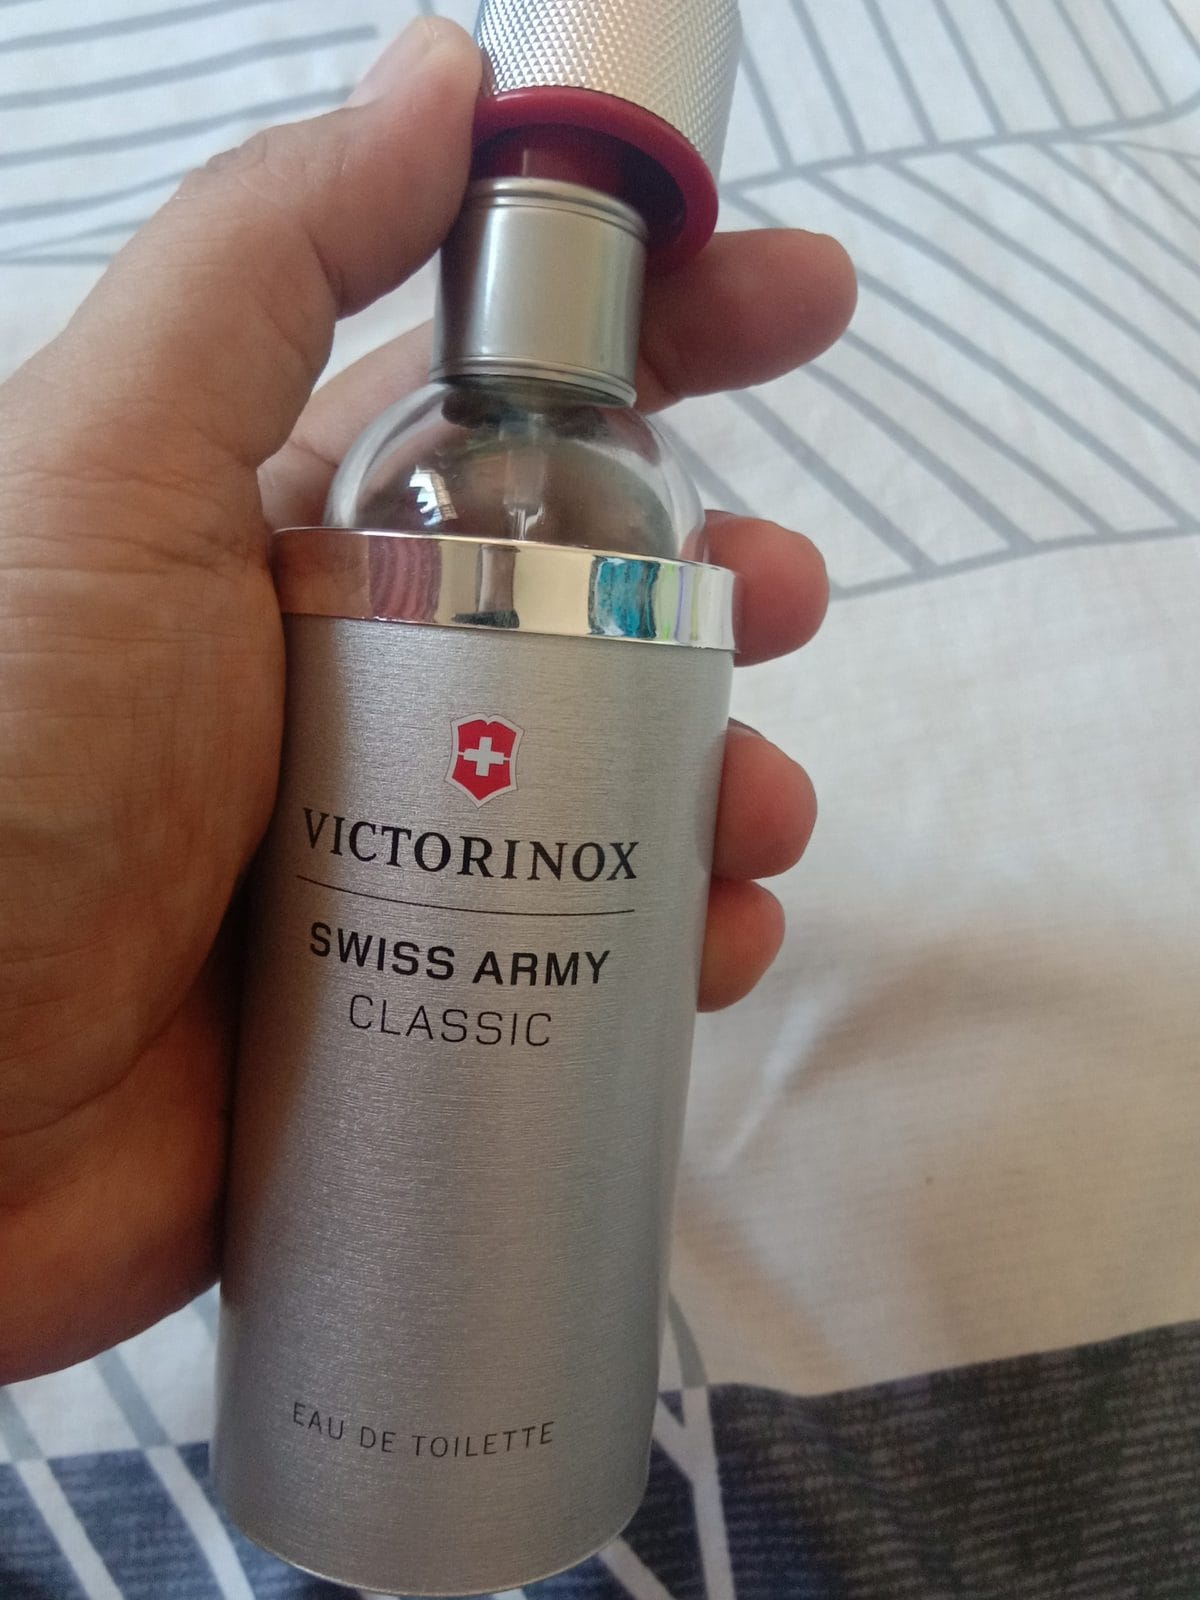 VICTORINOX
SWISS ARMY
CLASSIC
EAU DE TOILETTE